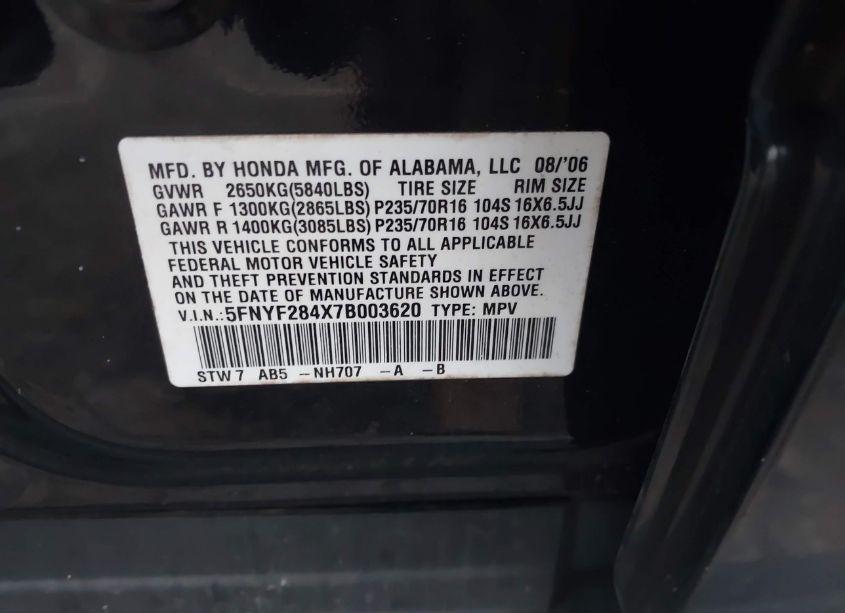 MFD. BY HONDA MFG. OF ALABAMA, LLC 08/'06
GVWR 2650KG(5840LBS) TIRE SIZE RIM SIZE
GAWR F 1300KG(2865LBS) P235/70R16 104S 16X6.5JJ
GAWR R 1400KG(3085LBS) P235/70R16 104S 16X6.5JJ
THIS VEHICLE CONFORMS TO ALL APPLICABLE
FEDERAL MOTOR VEHICLE SAFETY
AND THEFT PREVENTION STANDARDS IN EFFECT
ON THE DATE OF MANUFACTURE SHOWN ABOVE.
V.I.N.:5FNYF284X7B003620 TYPE: MPV
STW7 AB5 -NH707 -A -B